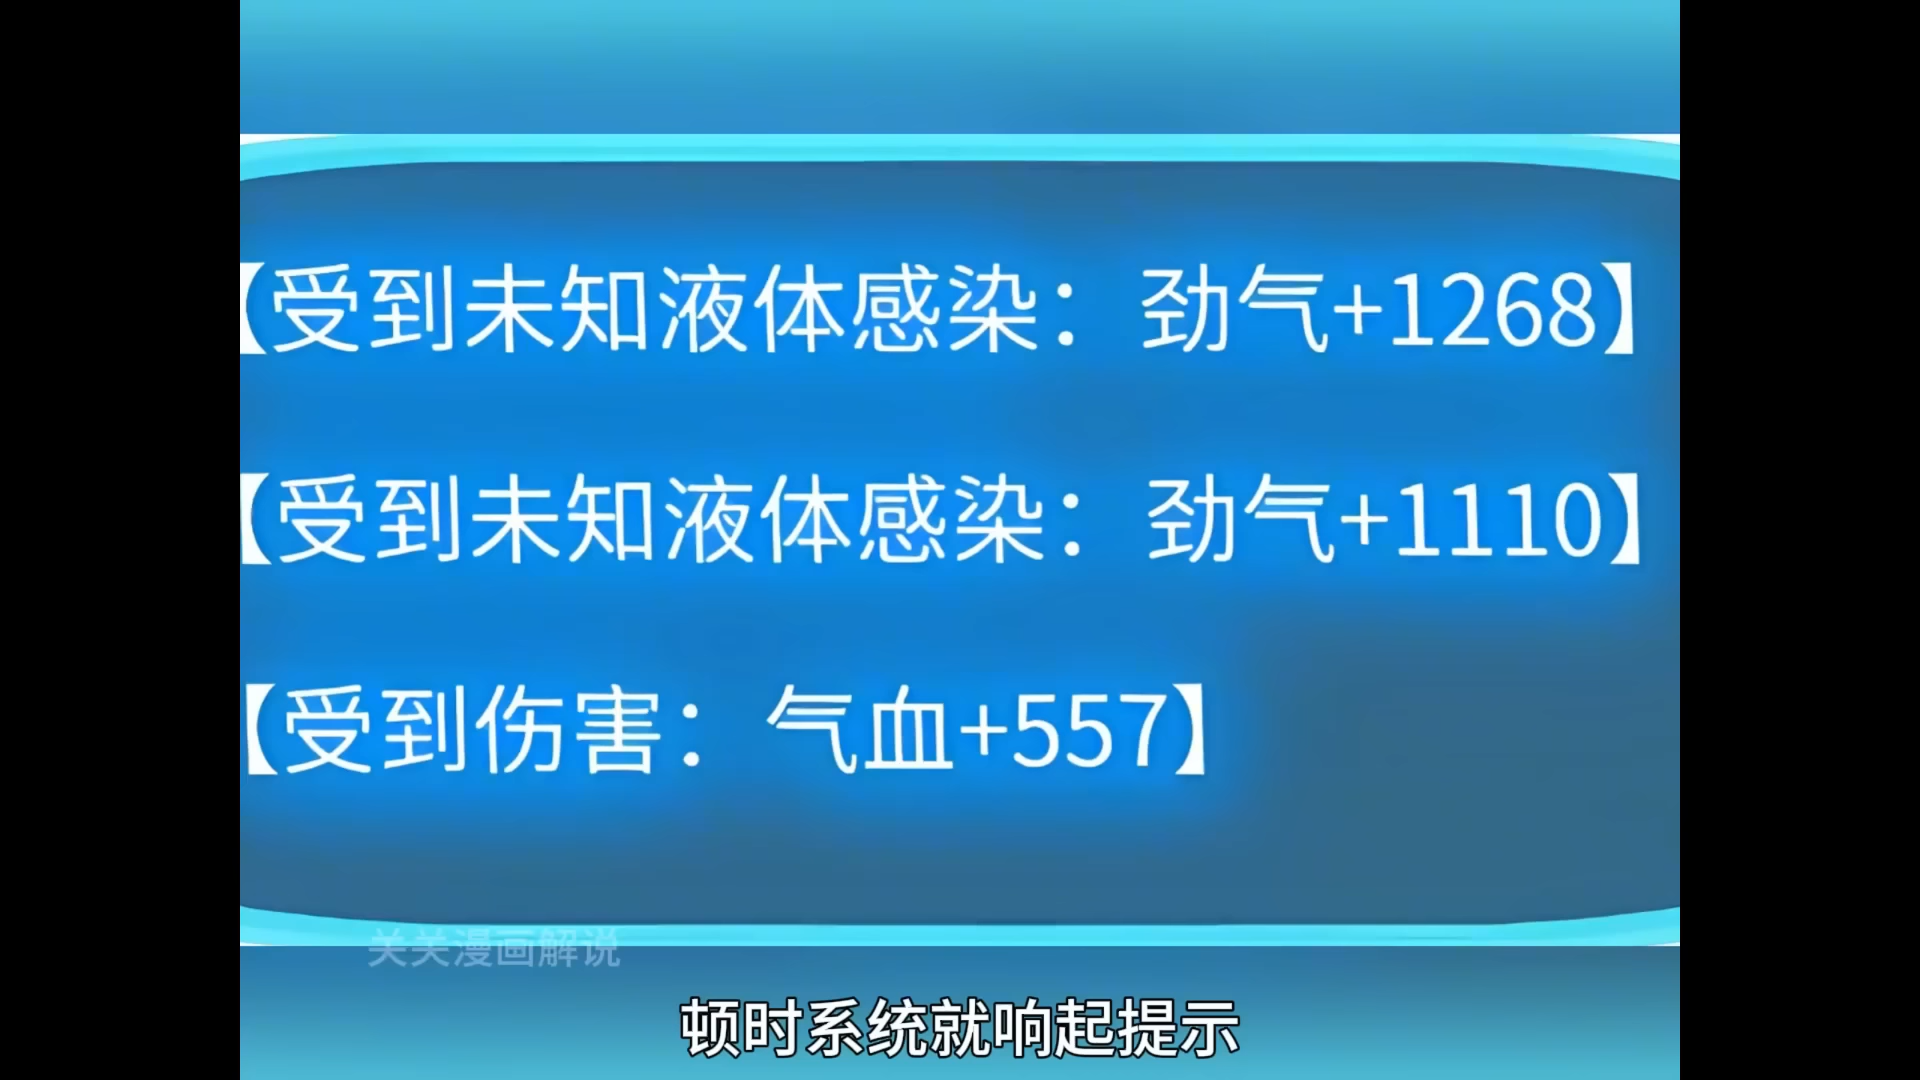 【受到未知液体感染：劲气+1268】
【受到未知液体感染：劲气+1110】
【受到伤害：气血+557】
关关漫画解说
顿时系统就响起提示